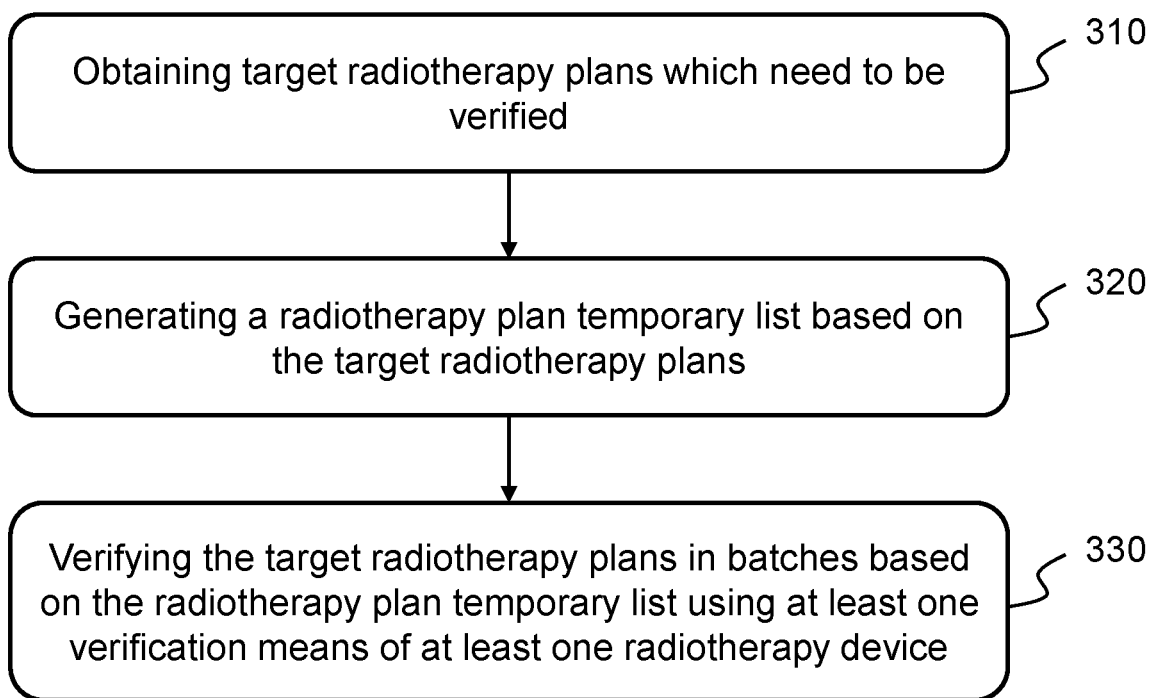 310
Obtaining target radiotherapy plans which need to be
verified
320
Generating a radiotherapy plan temporary list based on
the target radiotherapy plans
330
Verifying the target radiotherapy plans in batches based
on the radiotherapy plan temporary list using at least one
verification means of at least one radiotherapy device